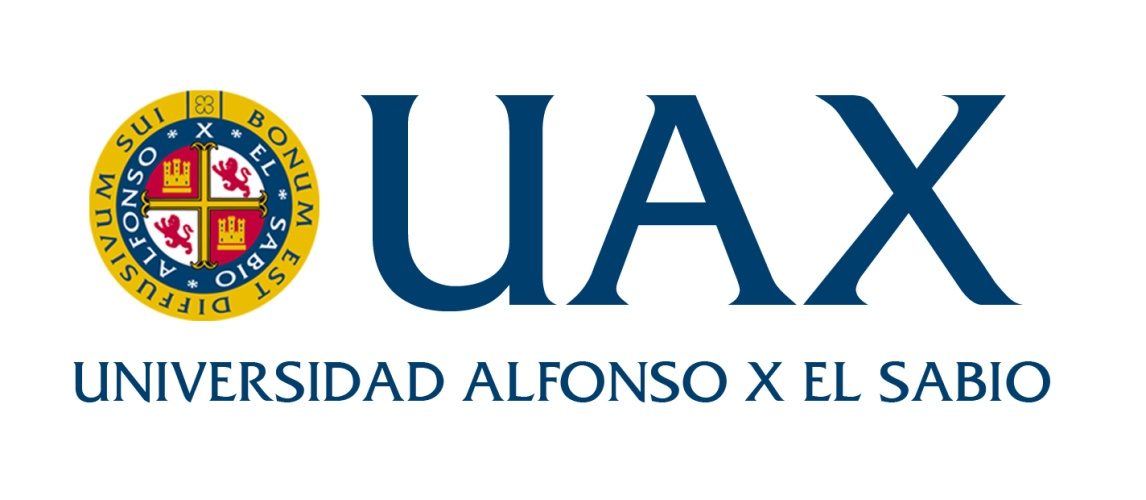 BONUM EST DIFFUSIVUM SUI
* X * EL * SABIO * ALFONSO
UAX
UNIVERSIDAD ALFONSO X EL SABIO